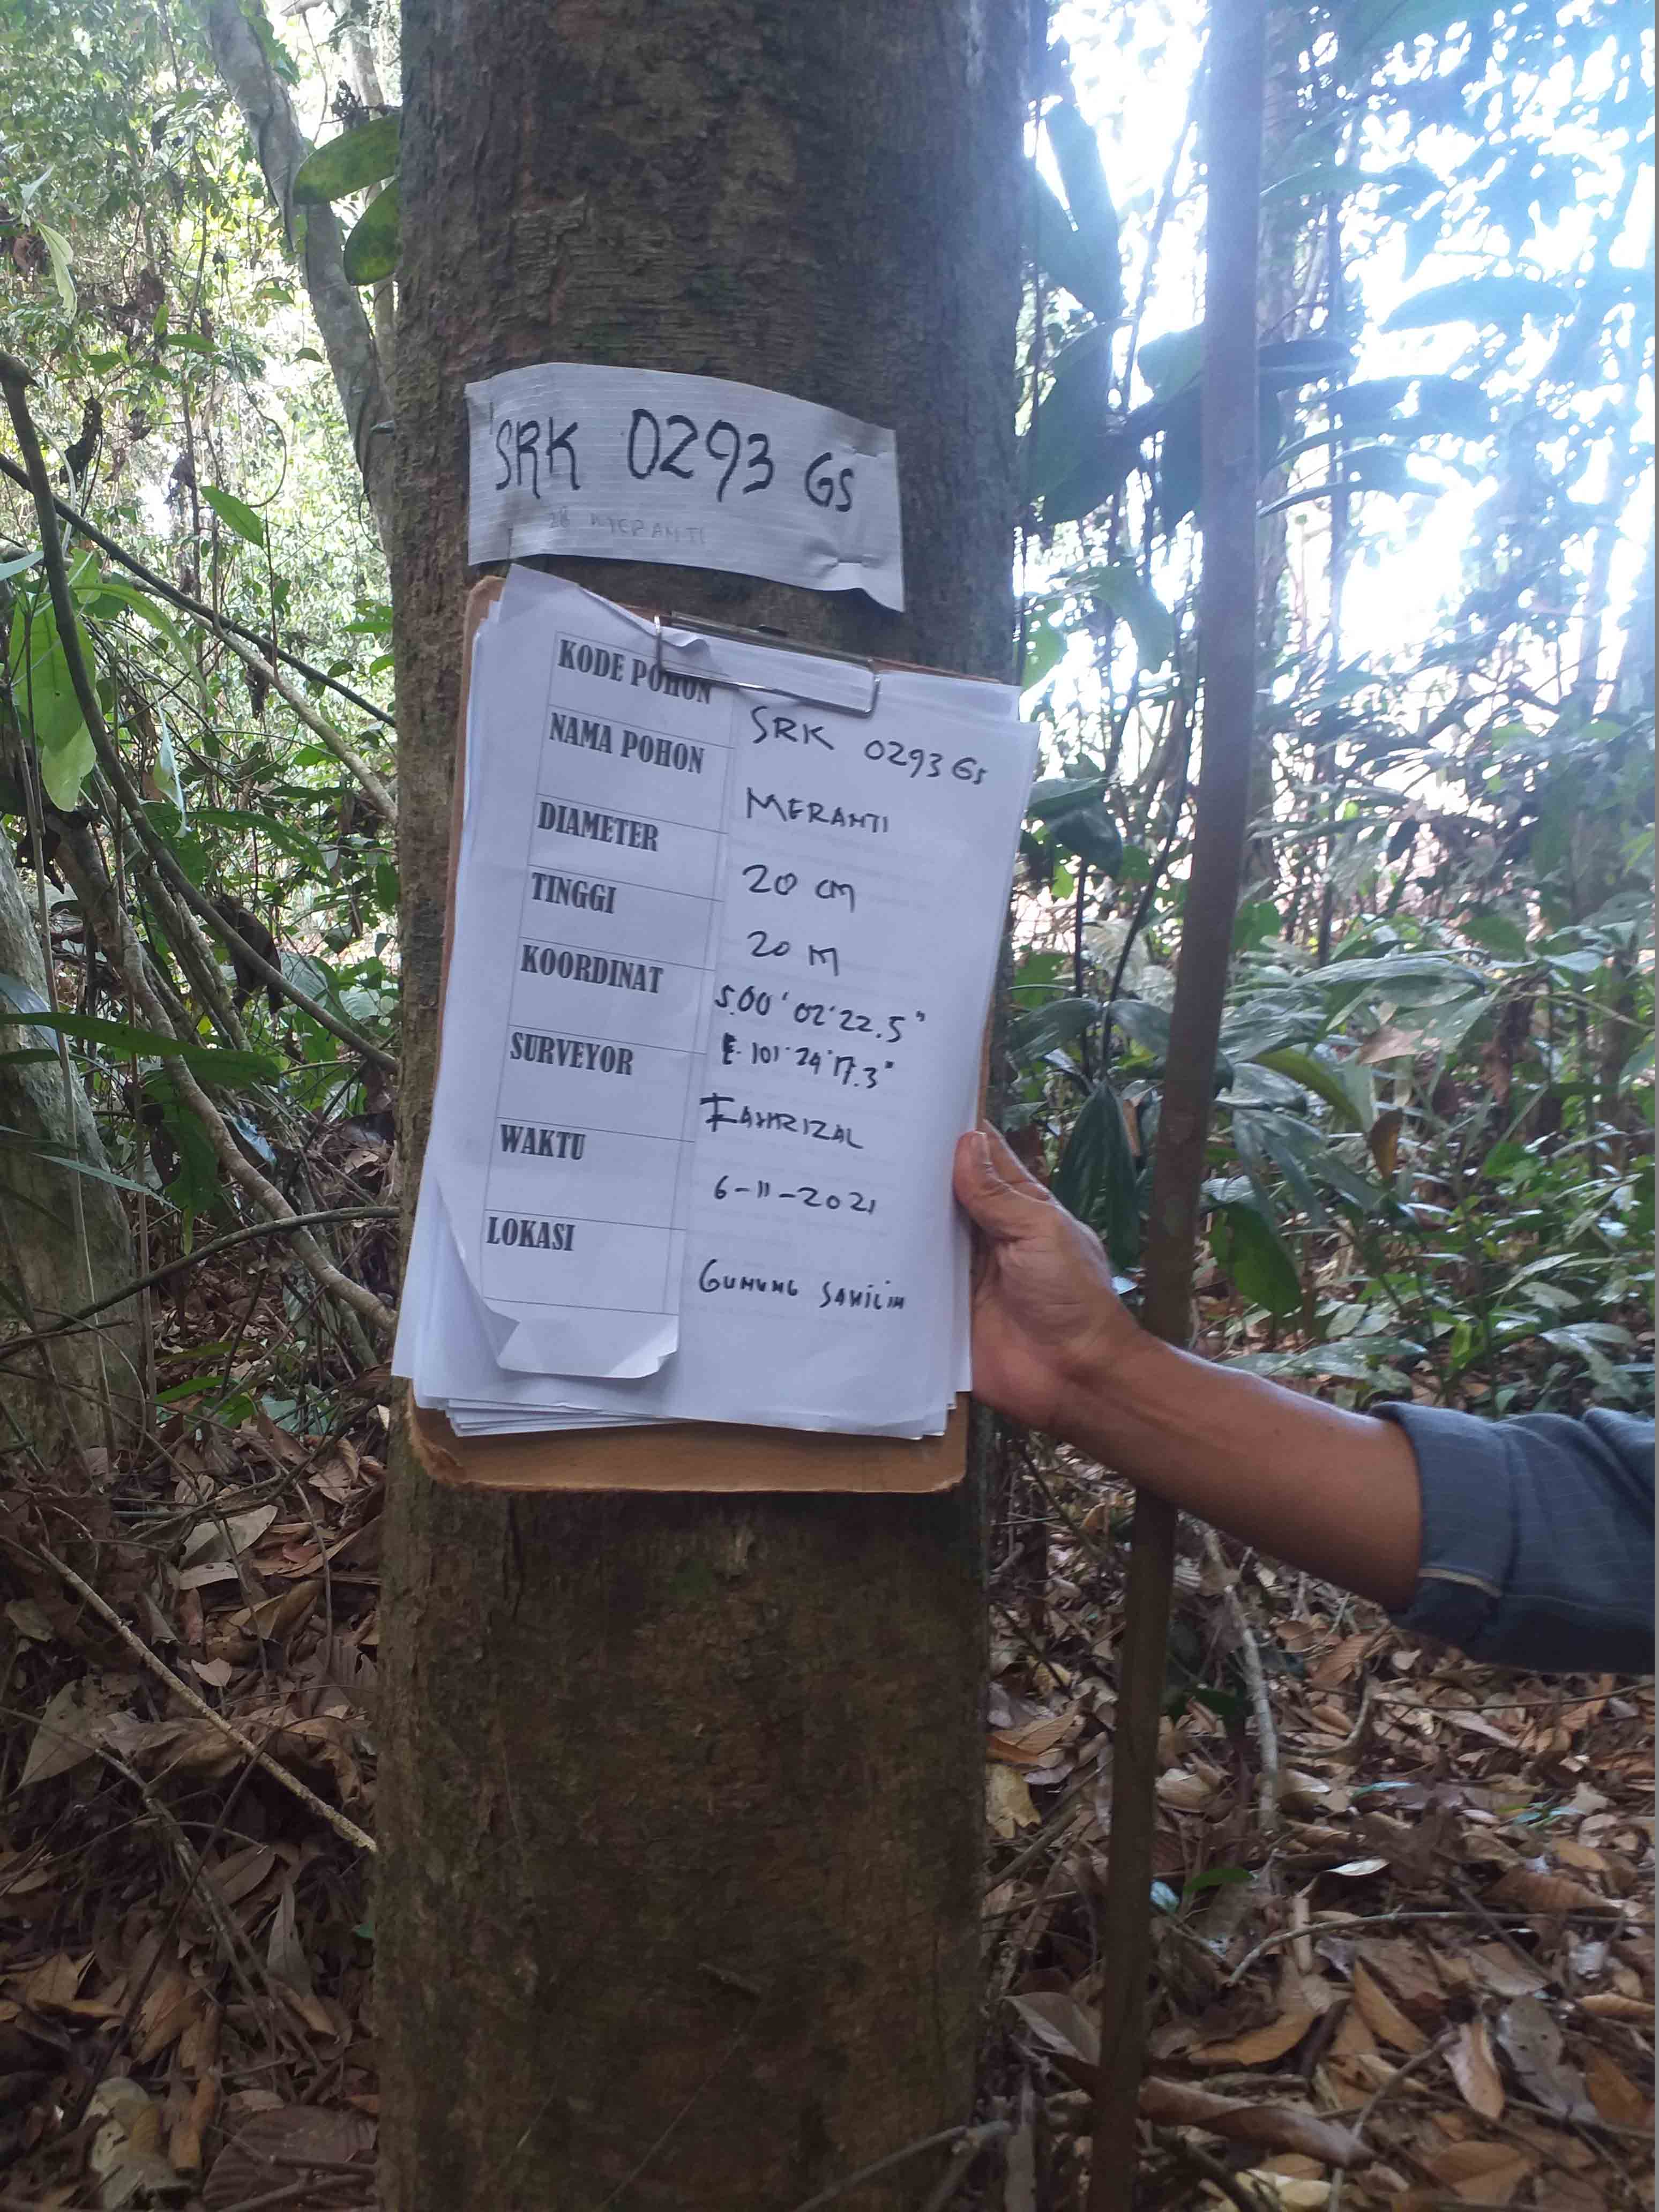 SRK 0293 GS
28 MERANTI
KODE POHON SRK 0293 GS
NAMA POHON MERANTI
DIAMETER 20 CM
TINGGI 20 M
KOORDINAT S.00'02'22.5"
E.101'24'17.3"
SURVEYOR FAHRIZAL
WAKTU 6-11-2021
LOKASI GUNUNG SAHILIN